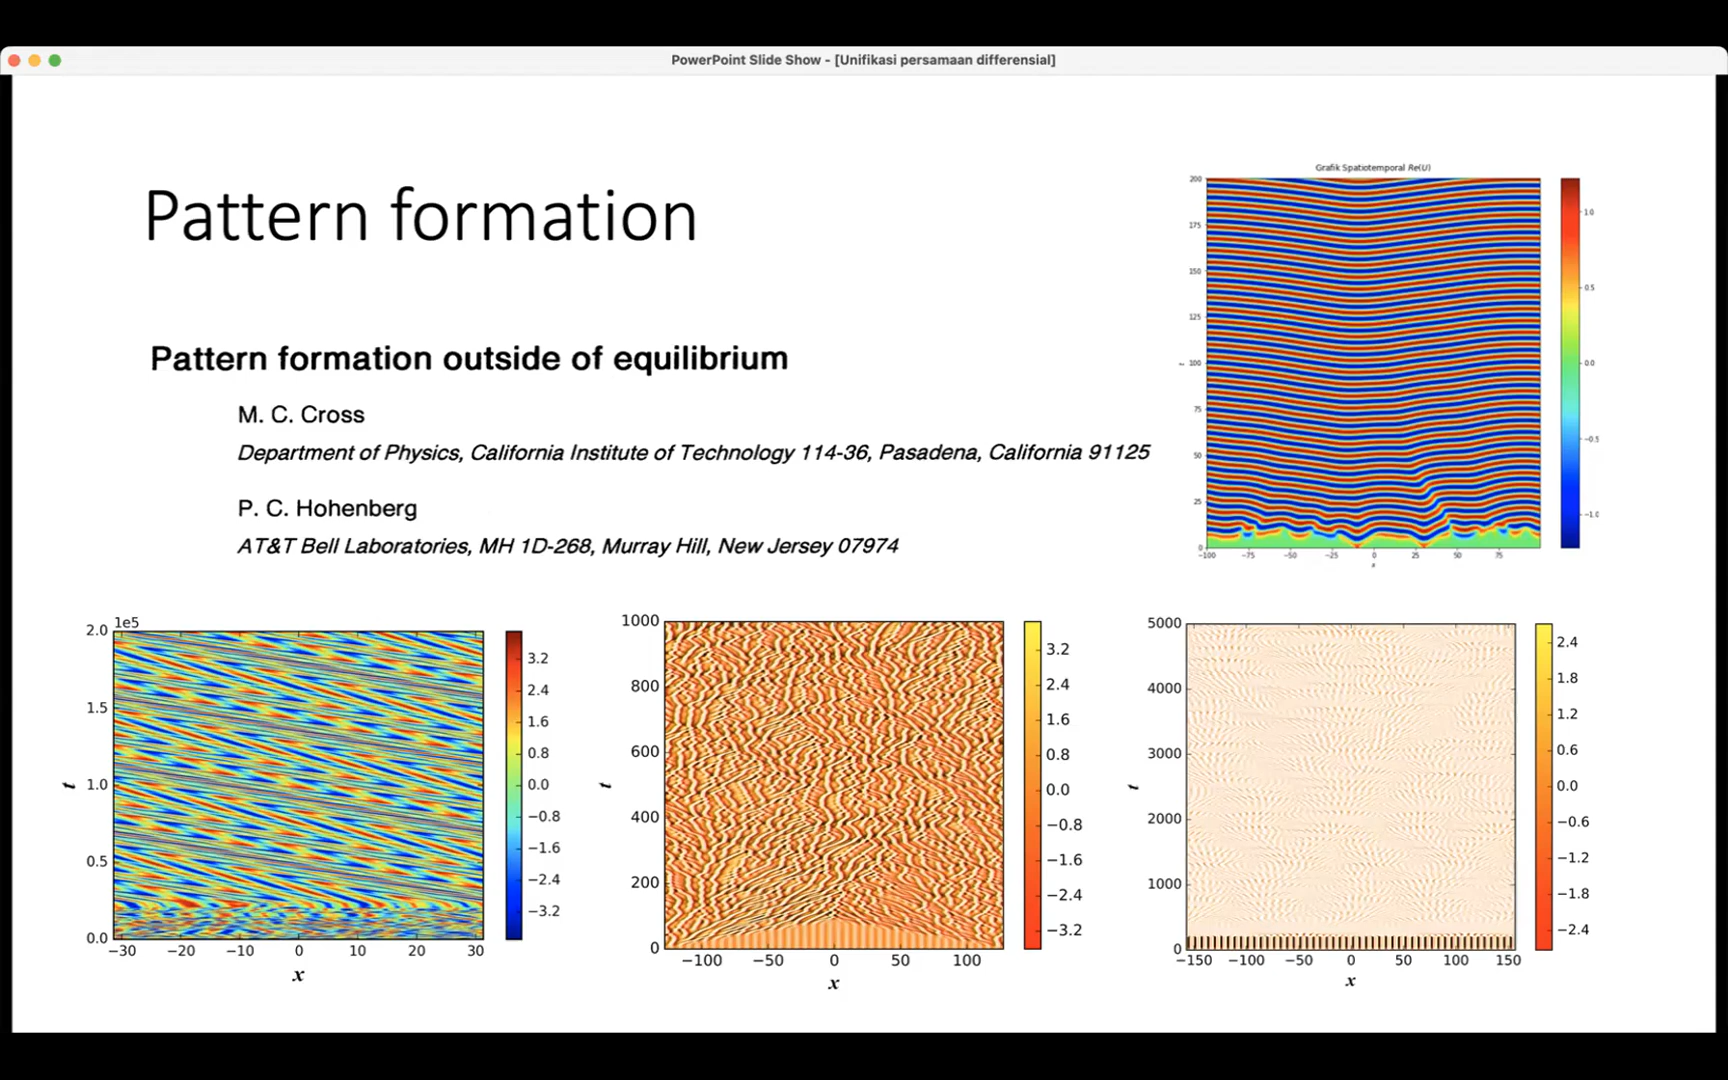 PowerPoint Slide Show - [Unifikasi persamaan differensial]
Pattern formation
Pattern formation outside of equilibrium
M. C. Cross
Department of Physics, California Institute of Technology 114-36, Pasadena, California 91125
P. C. Hohenberg
AT&T Bell Laboratories, MH 1D-268, Murray Hill, New Jersey 07974
Grafik Spatiotemporal Re(U)
200
175
150
125
100
75
50
25
0
t
−100 −75 −50 −25 0 25 50 75
x
1.0
0.5
0.0
−0.5
−1.0
1e5
2.0
1.5
1.0
0.5
0.0
t
−30 −20 −10 0 10 20 30
x
3.2
2.4
1.6
0.8
0.0
−0.8
−1.6
−2.4
−3.2
1000
800
600
400
200
0
t
−100 −50 0 50 100
x
3.2
2.4
1.6
0.8
0.0
−0.8
−1.6
−2.4
−3.2
5000
4000
3000
2000
1000
0
t
−150 −100 −50 0 50 100 150
x
2.4
1.8
1.2
0.6
0.0
−0.6
−1.2
−1.8
−2.4